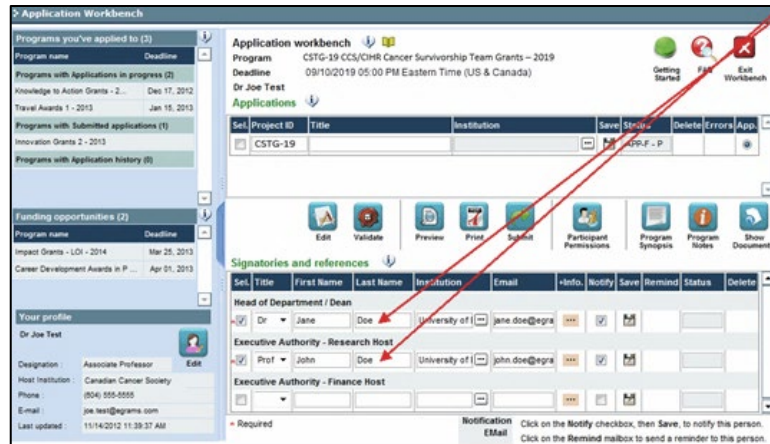 Application Workbench
Programs you've applied to (3)
Program name Deadline
Programs with Applications in progress (2)
Knowledge to Action Grants - 2... Dec 17, 2012
Travel Awards 1 - 2013 Jan 15, 2013
Programs with Submitted applications (1)
Innovation Grants 2 - 2013
Programs with Application history (0)
Funding opportunities (2)
Program name Deadline
Impact Grants - LOI - 2014 Mar 25, 2013
Career Development Awards in P ... Apr 01, 2013
Your profile
Dr Joe Test
Edit
Designation : Associate Professor
Host Institution : Canadian Cancer Society
Phone : (604) 555-5555
E-mail : joe.test@egrams.com
Last updated : 11/14/2012 11:39:37 AM
Application workbench
Program CSTG-19 CCS/CIHR Cancer Survivorship Team Grants – 2019
Deadline 09/10/2019 05:00 PM Eastern Time (US & Canada)
Dr Joe Test
Getting Started FAQ Exit Workbench
Applications
Sel. Project ID Title Institution Save Status Delete Errors App.
CSTG-19 APP-F - P
Edit Validate Preview Print Submit Participant Permissions Program Synopsis Program Notes Show Document
Signatories and references
Sel. Title First Name Last Name Institution Email +Info. Notify Save Remind Status Delete
Head of Department / Dean
Dr Jane Doe University of jane.doe@egra
Executive Authority - Research Host
Prof John Doe University of john.doe@egra
Executive Authority - Finance Host
* Required
Notification EMail
Click on the Notify checkbox, then Save, to notify this person.
Click on the Remind mailbox to send a reminder to this person.